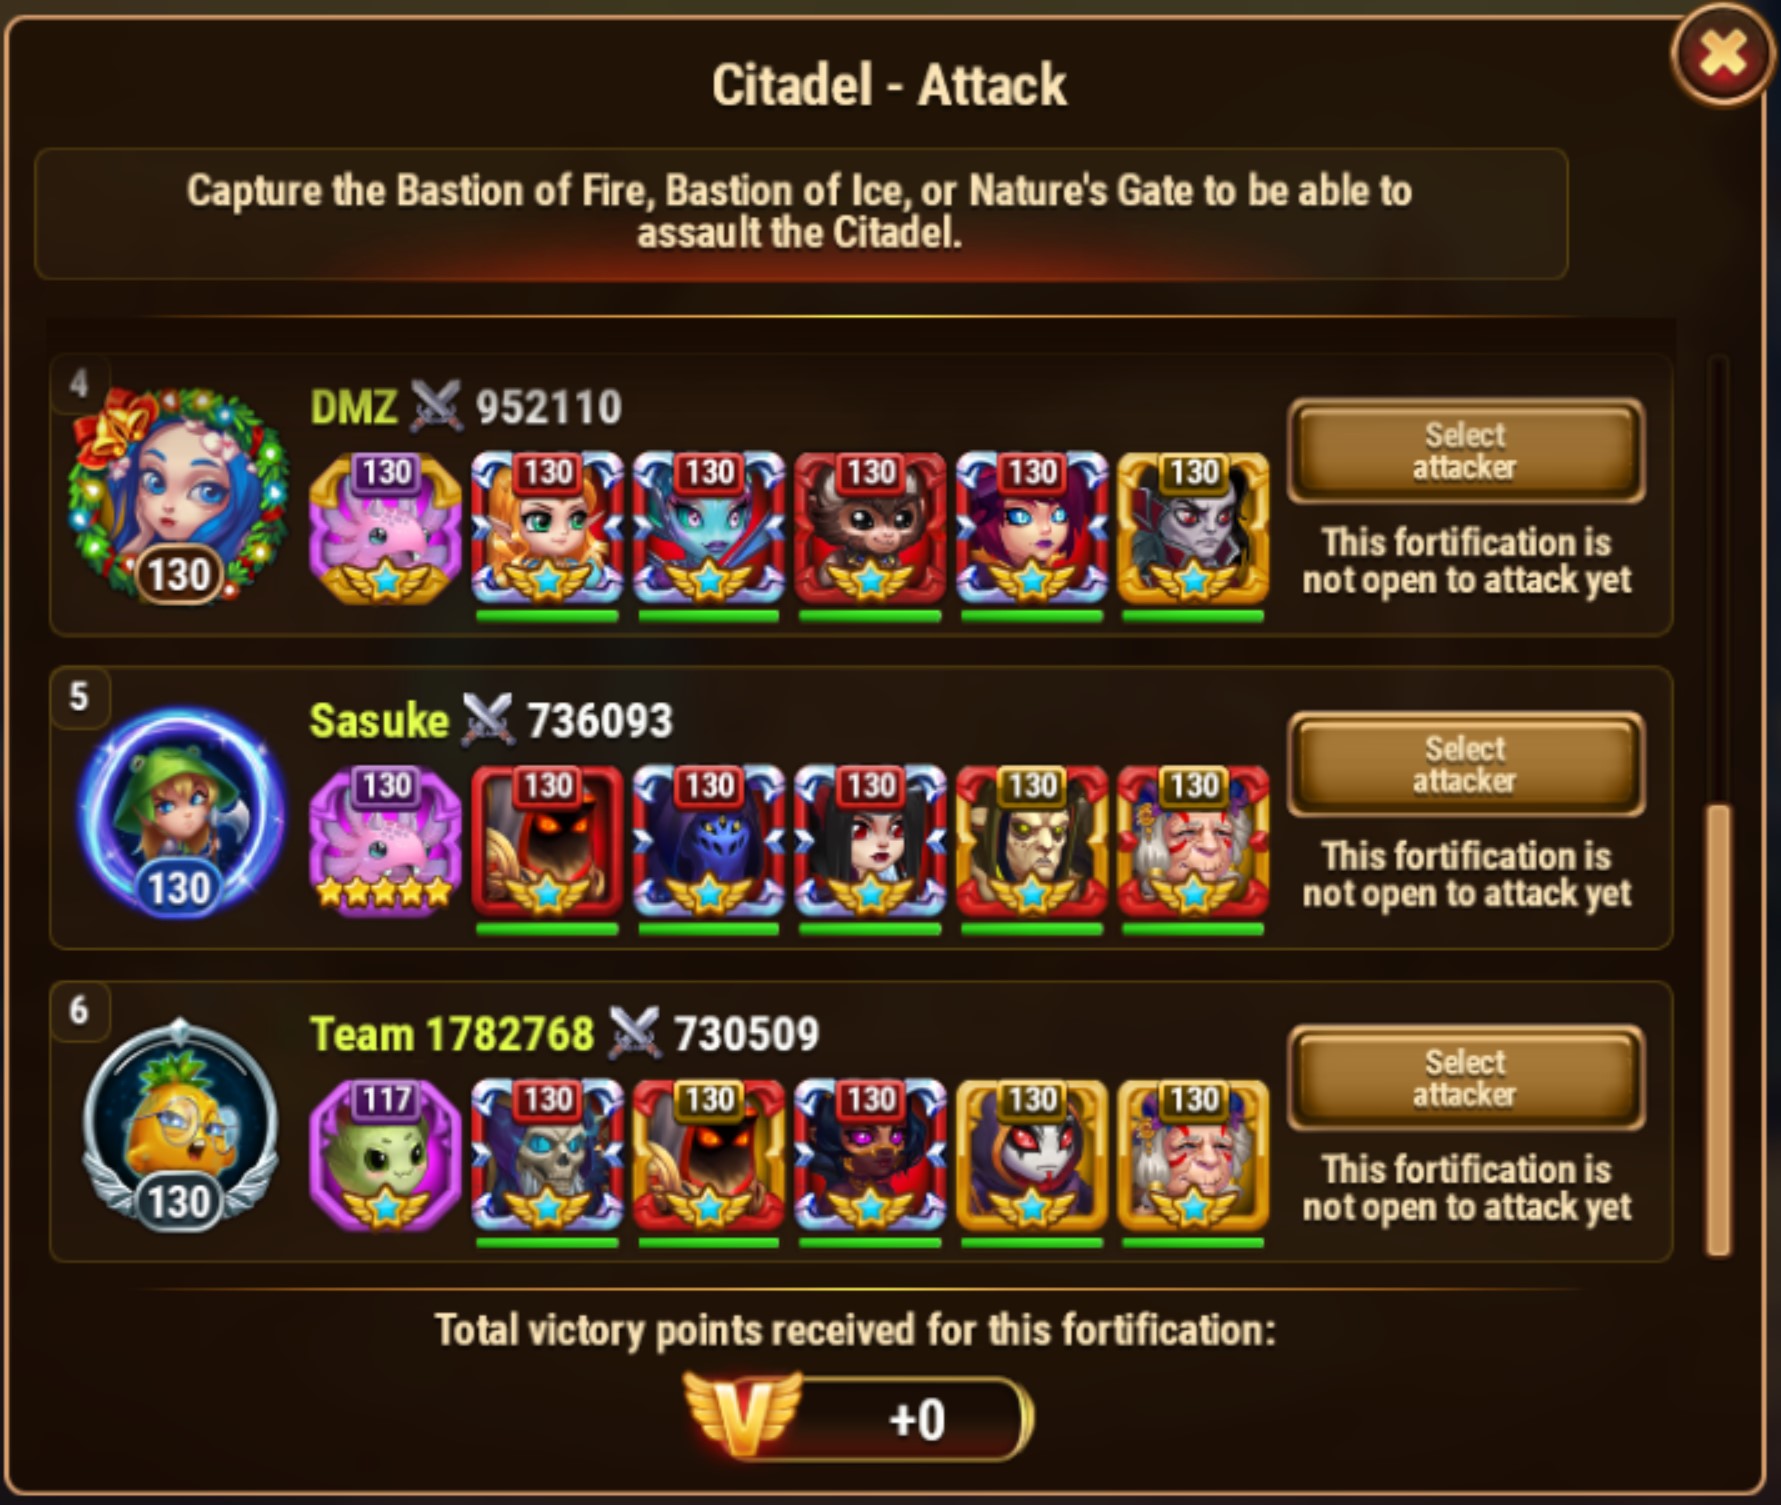 Citadel - Attack
Capture the Bastion of Fire, Bastion of Ice, or Nature's Gate to be able to
assault the Citadel.
4
DMZ 952110
130
130 130 130 130 130 130
Select
attacker
This fortification is
not open to attack yet
5
Sasuke 736093
130
130 130 130 130 130 130
Select
attacker
This fortification is
not open to attack yet
6
Team 1782768 730509
130
117 130 130 130 130 130
Select
attacker
This fortification is
not open to attack yet
Total victory points received for this fortification:
V +0